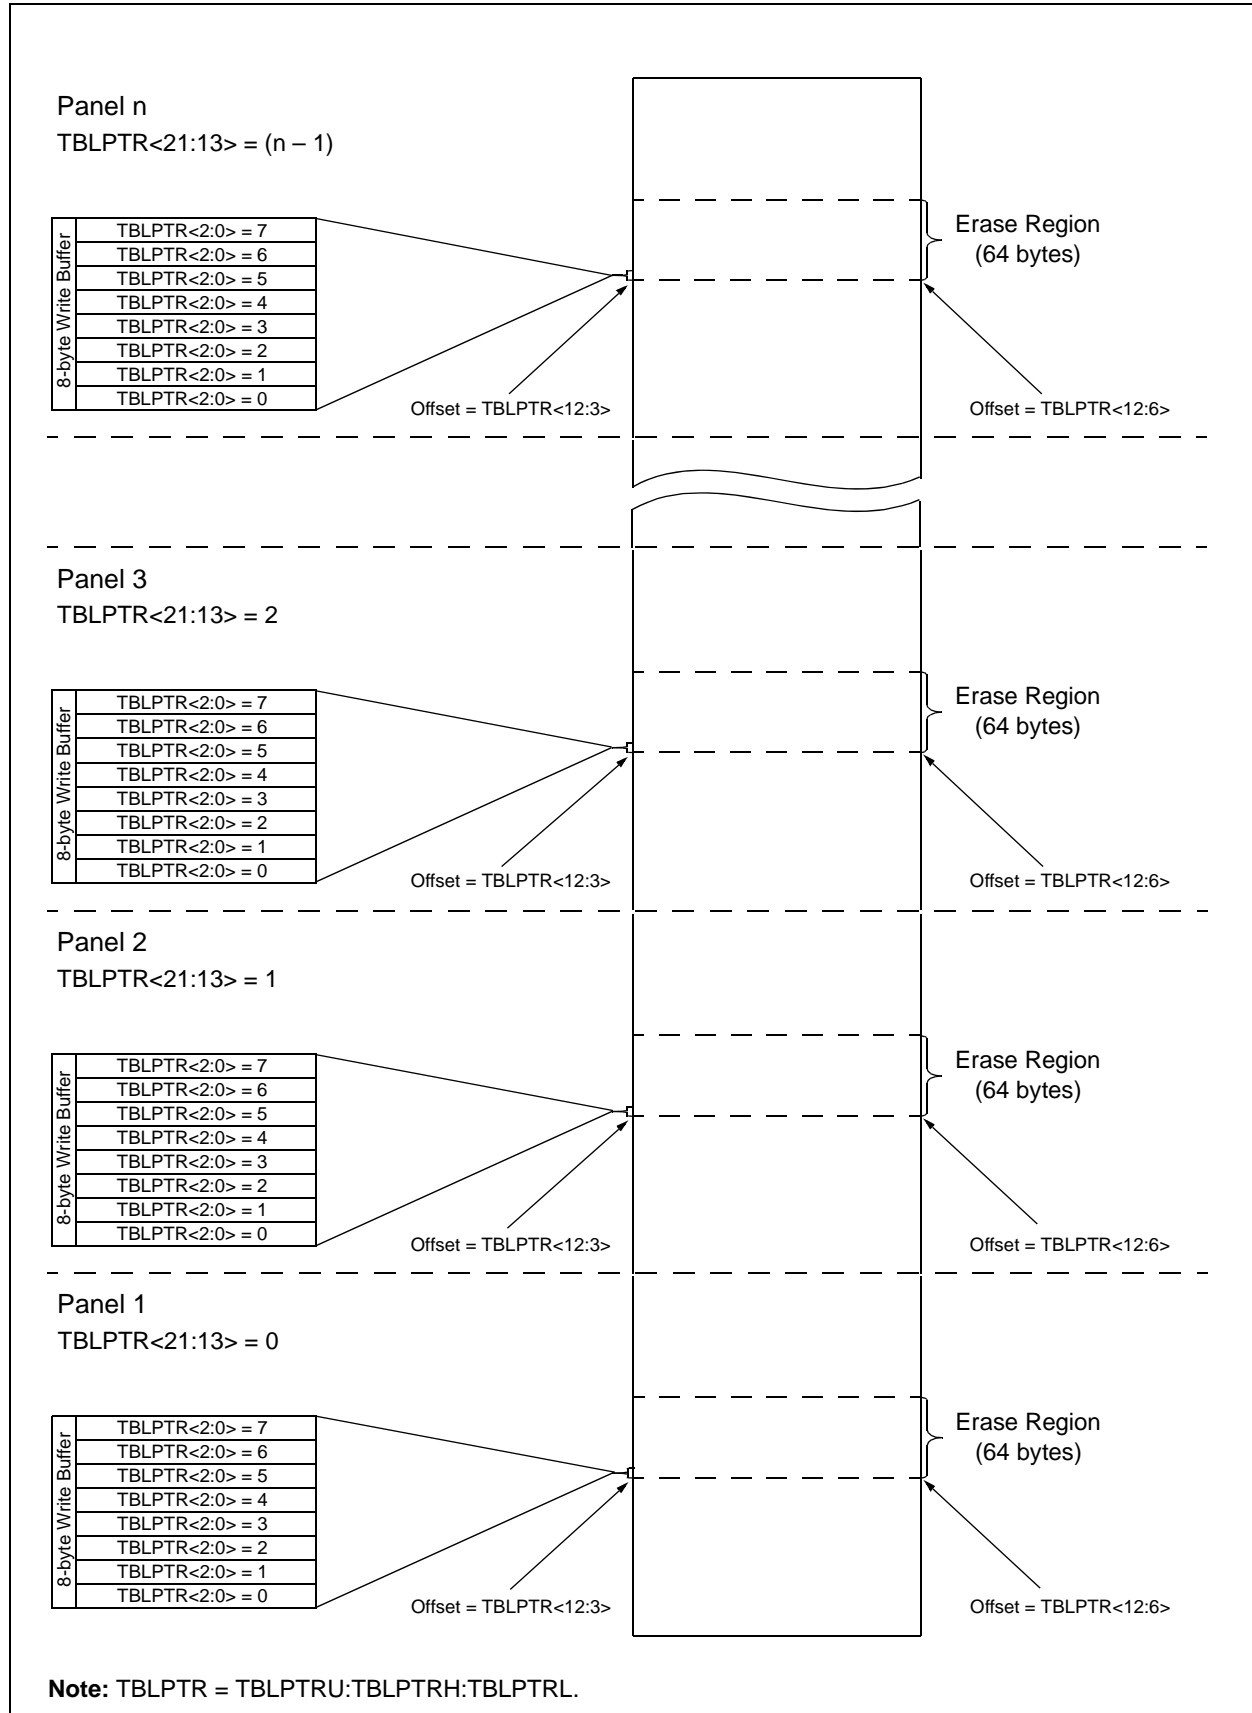 Panel n
TBLPTR<21:13> = (n – 1)
8-byte Write Buffer
TBLPTR<2:0> = 7
TBLPTR<2:0> = 6
TBLPTR<2:0> = 5
TBLPTR<2:0> = 4
TBLPTR<2:0> = 3
TBLPTR<2:0> = 2
TBLPTR<2:0> = 1
TBLPTR<2:0> = 0
Offset = TBLPTR<12:3>
Erase Region
(64 bytes)
Offset = TBLPTR<12:6>
Panel 3
TBLPTR<21:13> = 2
8-byte Write Buffer
TBLPTR<2:0> = 7
TBLPTR<2:0> = 6
TBLPTR<2:0> = 5
TBLPTR<2:0> = 4
TBLPTR<2:0> = 3
TBLPTR<2:0> = 2
TBLPTR<2:0> = 1
TBLPTR<2:0> = 0
Offset = TBLPTR<12:3>
Erase Region
(64 bytes)
Offset = TBLPTR<12:6>
Panel 2
TBLPTR<21:13> = 1
8-byte Write Buffer
TBLPTR<2:0> = 7
TBLPTR<2:0> = 6
TBLPTR<2:0> = 5
TBLPTR<2:0> = 4
TBLPTR<2:0> = 3
TBLPTR<2:0> = 2
TBLPTR<2:0> = 1
TBLPTR<2:0> = 0
Offset = TBLPTR<12:3>
Erase Region
(64 bytes)
Offset = TBLPTR<12:6>
Panel 1
TBLPTR<21:13> = 0
8-byte Write Buffer
TBLPTR<2:0> = 7
TBLPTR<2:0> = 6
TBLPTR<2:0> = 5
TBLPTR<2:0> = 4
TBLPTR<2:0> = 3
TBLPTR<2:0> = 2
TBLPTR<2:0> = 1
TBLPTR<2:0> = 0
Offset = TBLPTR<12:3>
Erase Region
(64 bytes)
Offset = TBLPTR<12:6>
Note: TBLPTR = TBLPTRU:TBLPTRH:TBLPTRL.